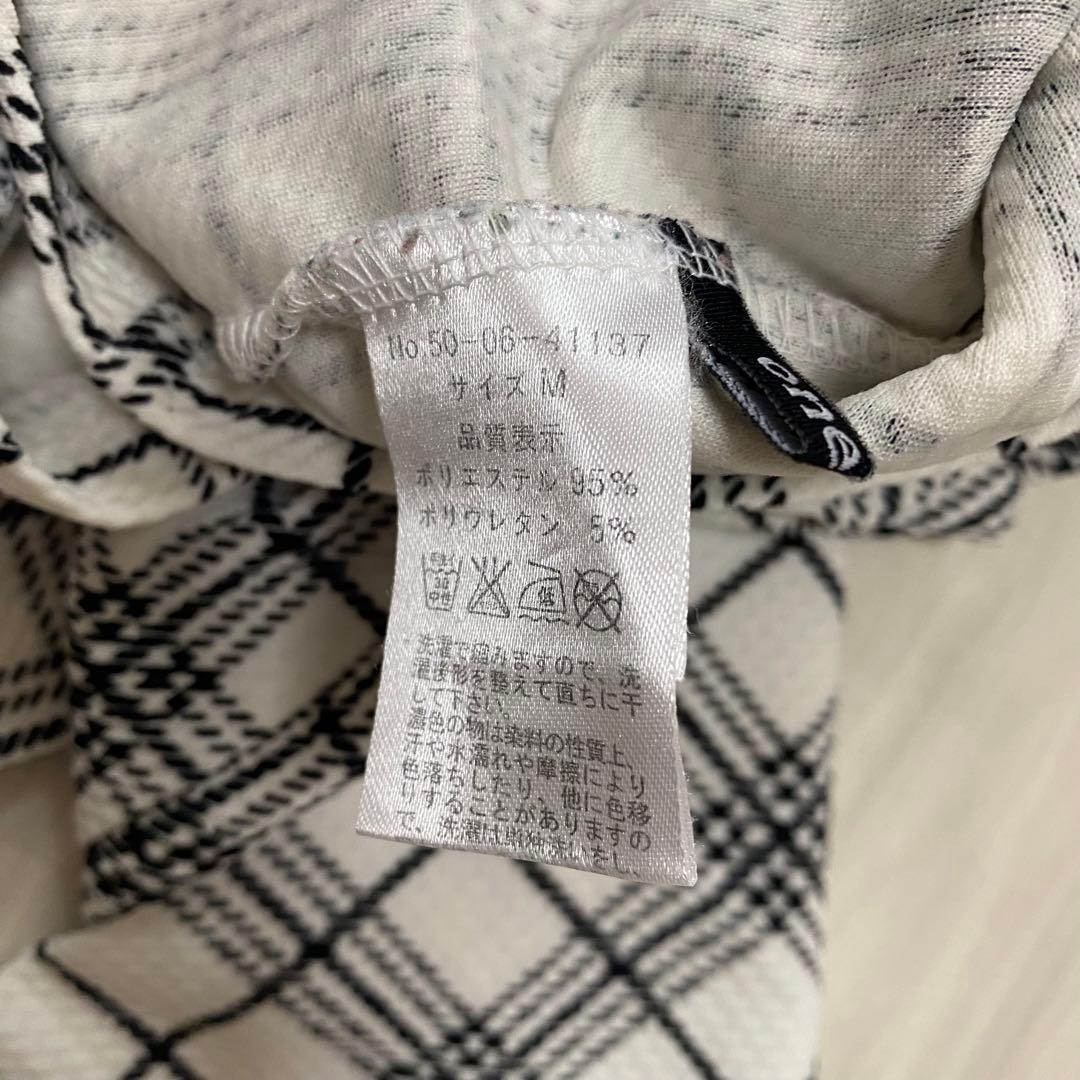 No.50-06-41137
サイズ M
品質表示
ポリエステル 95%
ポリウレタン 5%
低
洗濯で縮みますので、洗
濯後形を整えて直ちに干
して下さい。
濃色の物は染料の性質上、
汗や水濡れや摩擦により
色落ちしたり、他に色移
りすることがありますの
で、洗濯は
one